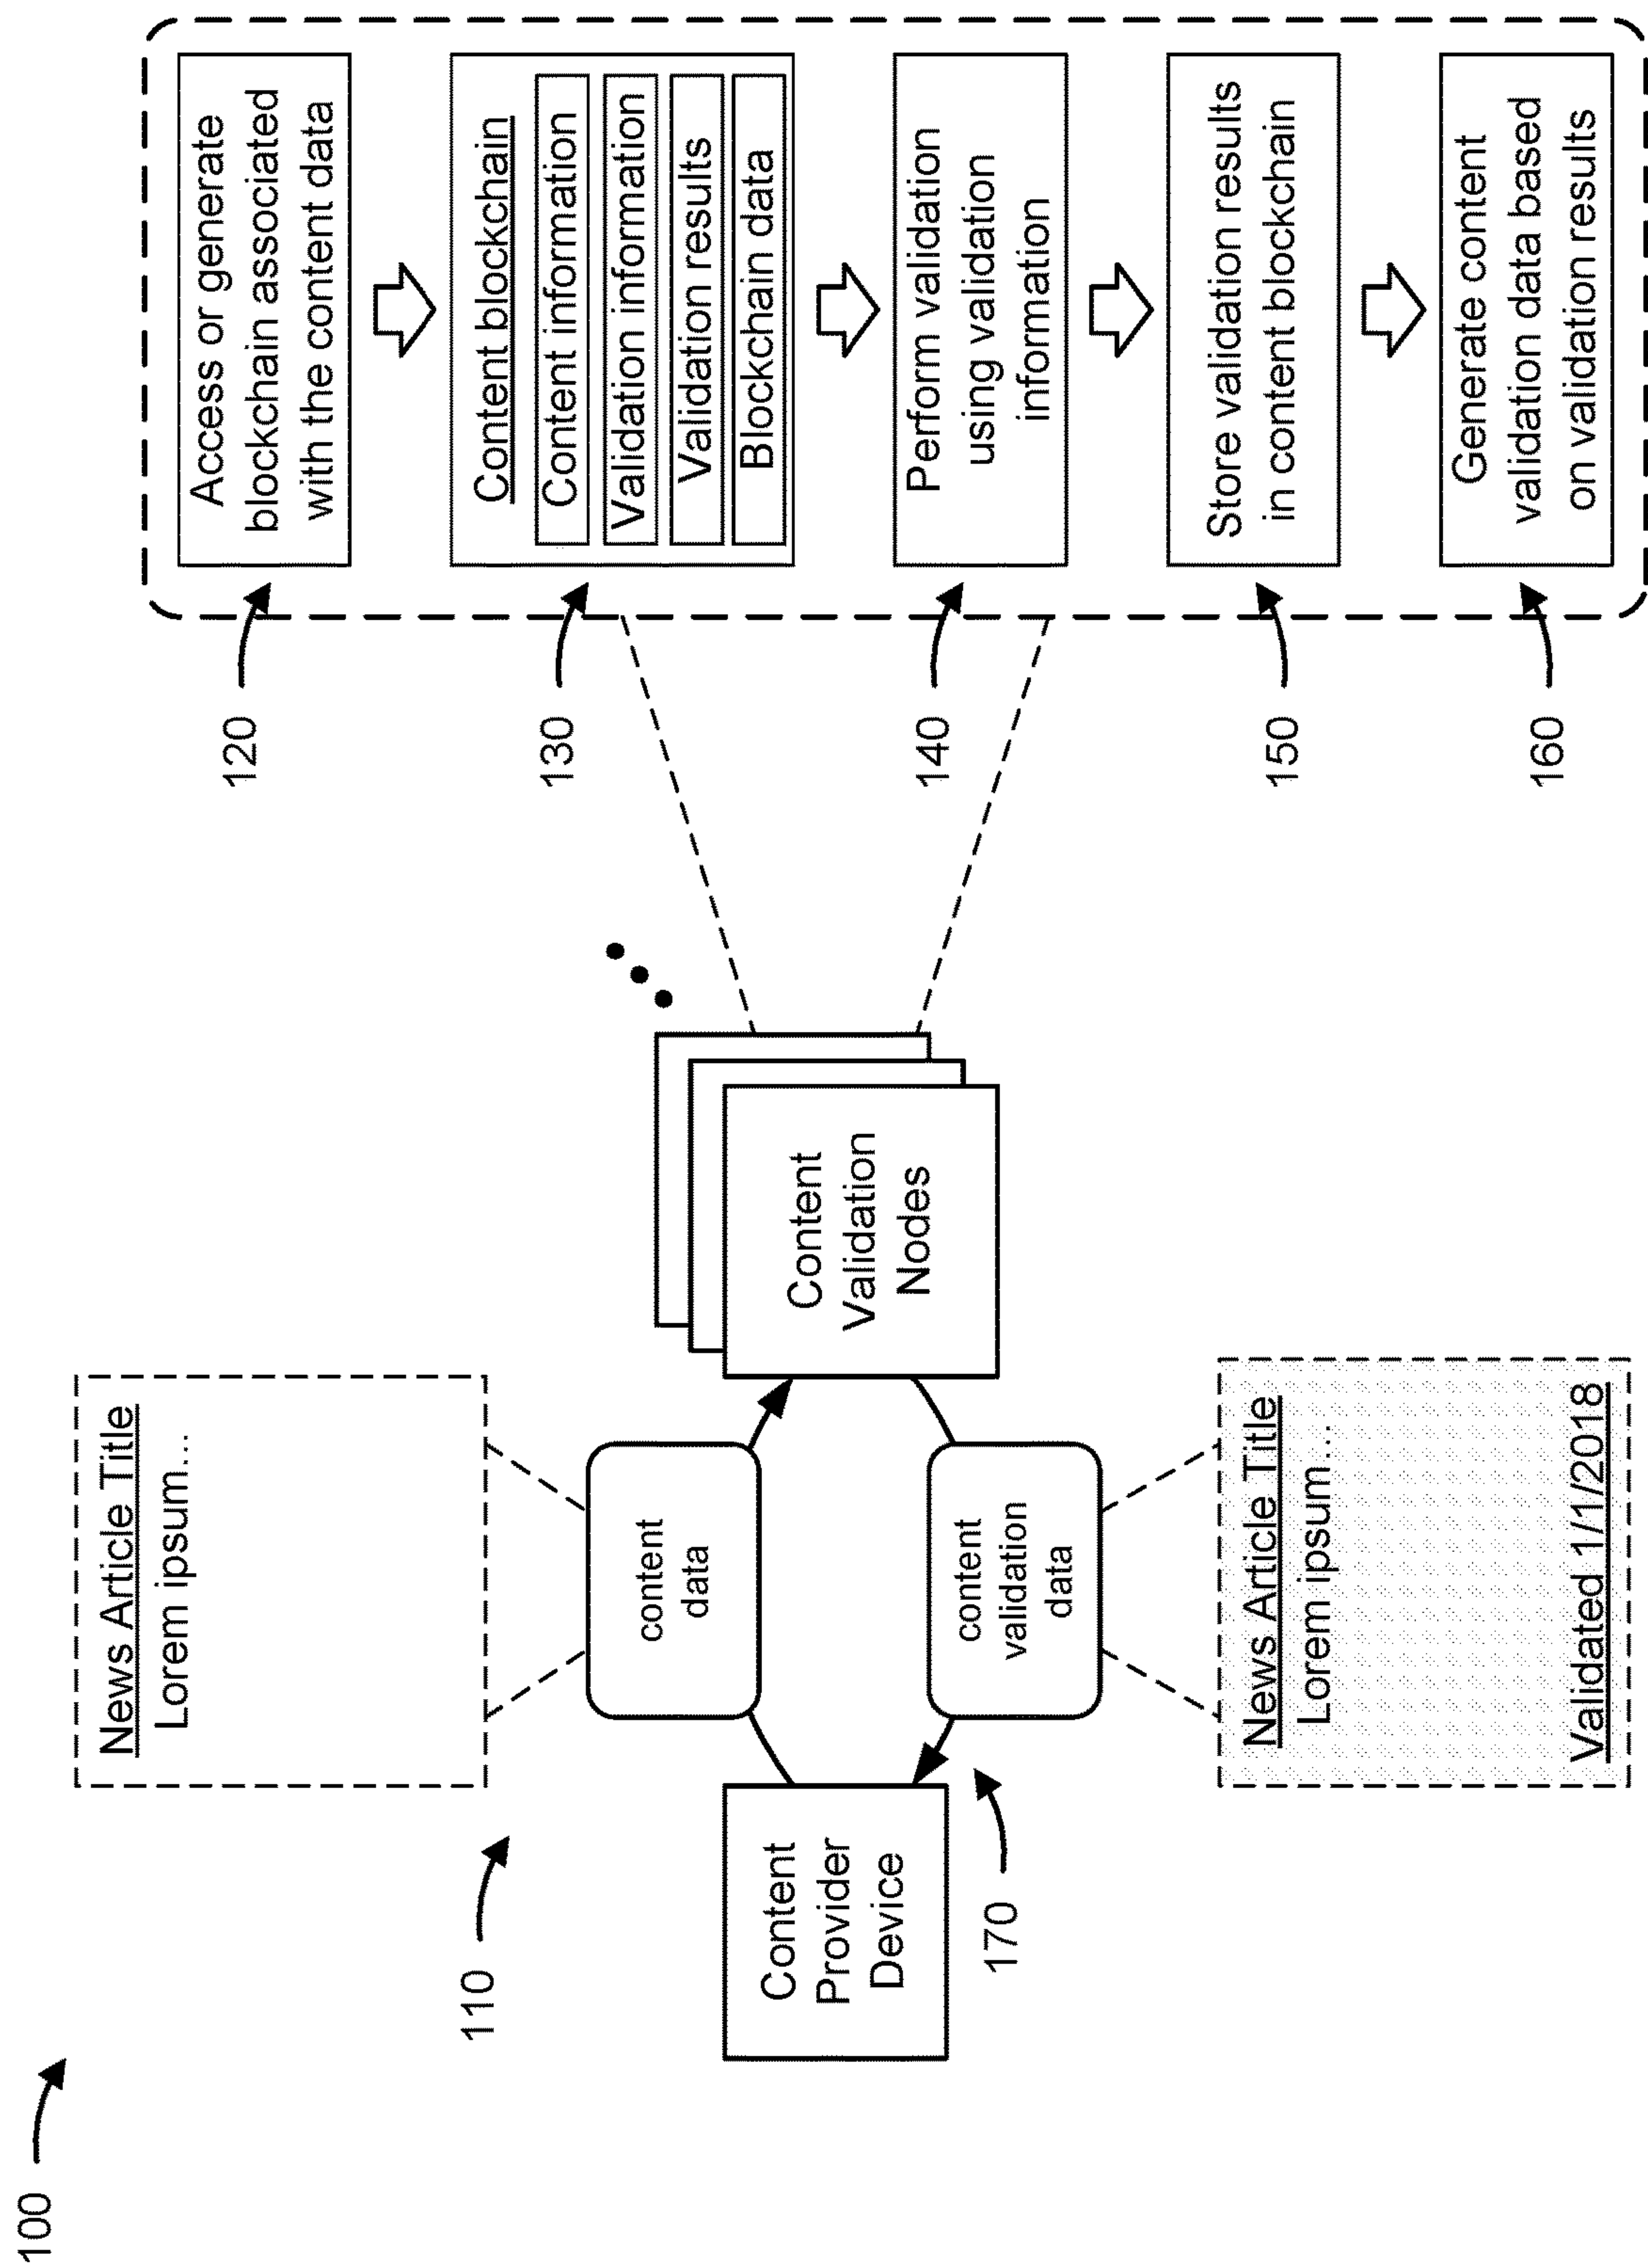 100
110
News Article Title
Lorem ipsum...
content
data
Content
Provider
Device
Content
Validation
Nodes
content
validation
data
170
News Article Title
Lorem ipsum...
Validated 1/1/2018
120
Access or generate
blockchain associated
with the content data
130
Content blockchain
Content information
Validation information
Validation results
Blockchain data
140
Perform validation
using validation
information
150
Store validation results
in content blockchain
160
Generate content
validation data based
on validation results